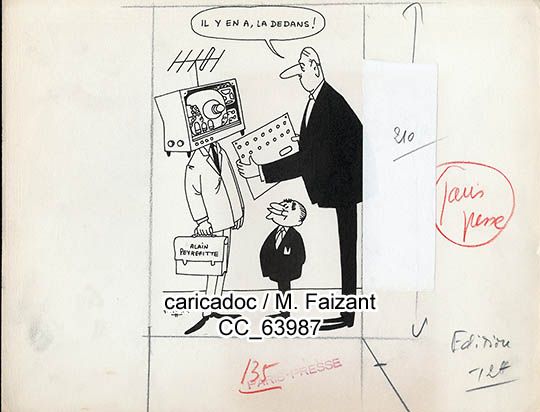 IL Y EN A, LA DEDANS !
210
Paris
presse
ALAIN
PEYREFITTE
caricadoc / M. Faizant
CC_63987
135
PARIS-PRESSE
Edition